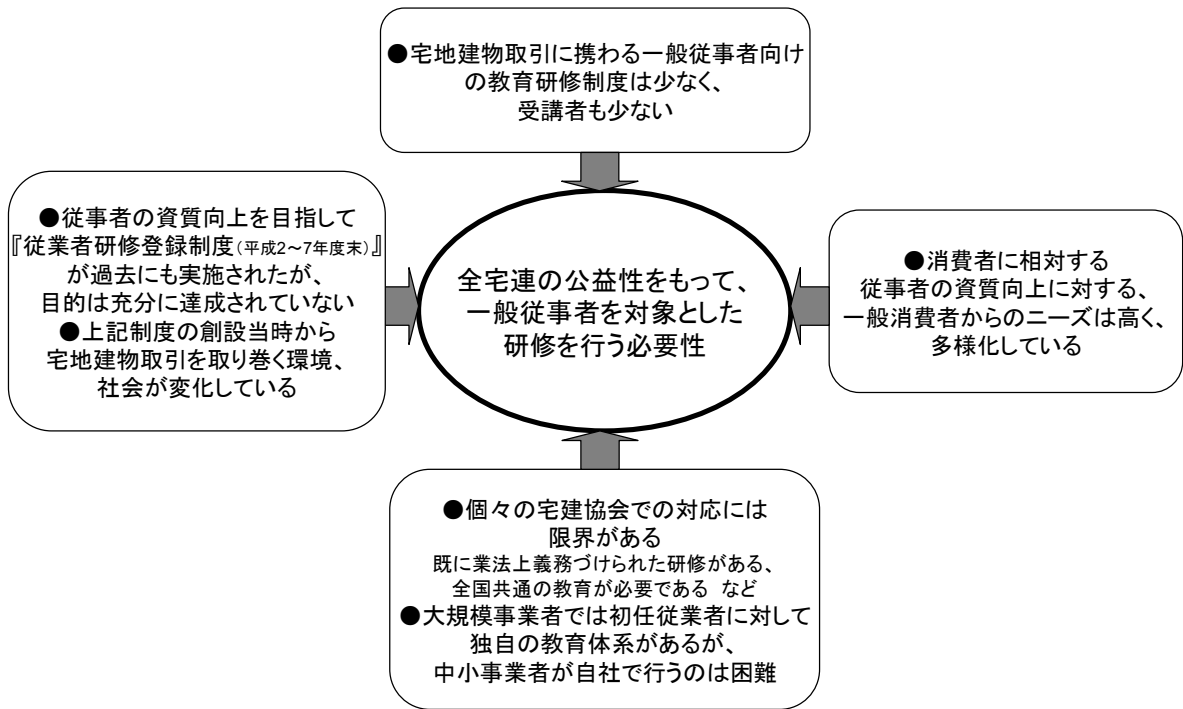 ●宅地建物取引に携わる一般従事者向け
の教育研修制度は少なく、
受講者も少ない
●従事者の資質向上を目指して
『従業者研修登録制度(平成2～7年度末)』
が過去にも実施されたが、
目的は充分に達成されていない
●上記制度の創設当時から
宅地建物取引を取り巻く環境、
社会が変化している
全宅連の公益性をもって、
一般従事者を対象とした
研修を行う必要性
●消費者に相対する
従事者の資質向上に対する、
一般消費者からのニーズは高く、
多様化している
●個々の宅建協会での対応には
限界がある
既に業法上義務づけられた研修がある、
全国共通の教育が必要である など
●大規模事業者では初任従業者に対して
独自の教育体系があるが、
中小事業者が自社で行うのは困難